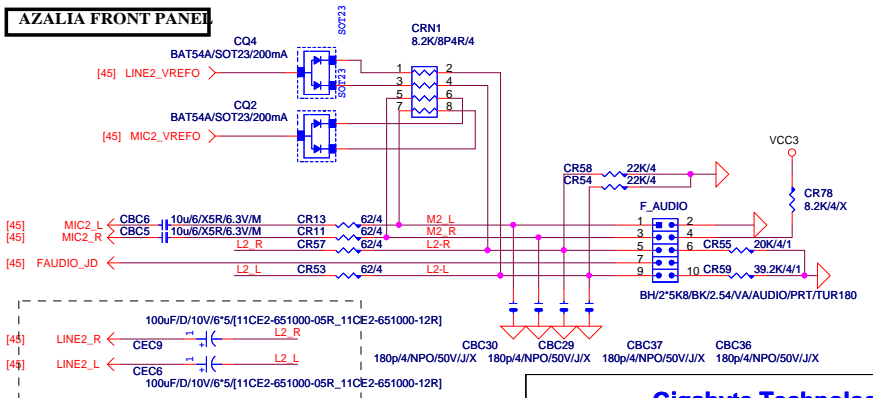 AZALIA FRONT PANEL
SOT23
CQ4
BAT54A/SOT23/200mA
CRN1
8.2K/8P4R/4
[45] LINE2_VREFO
1 2
3 4
5 6
7 8
SOT23
CQ2
BAT54A/SOT23/200mA
[45] MIC2_VREFO
VCC3
CR58 22K/4
CR54 22K/4
CR78
8.2K/4/X
F_AUDIO
[45] MIC2_L CBC6 10u/6/X5R/6.3V/M CR13 62/4 M2_L 1 2
[45] MIC2_R CBC5 10u/6/X5R/6.3V/M CR11 62/4 M2_R 3 4
L2_R CR57 62/4 L2-R 5 6 CR55 20K/4/1
[45] FAUDIO_JD 7
L2_L CR53 62/4 L2-L 9 10 CR59 39.2K/4/1
BH/2*5K8/BK/2.54/VA/AUDIO/PRT/TUR180
100uF/D/10V/6*5/[11CE2-651000-05R_11CE2-651000-12R]
[45] LINE2_R 1 + L2_R
CEC9
[45] LINE2_L 1 + L2_L
CEC6
100uF/D/10V/6*5/[11CE2-651000-05R_11CE2-651000-12R]
CBC30 CBC29 CBC37 CBC36
180p/4/NPO/50V/J/X 180p/4/NPO/50V/J/X 180p/4/NPO/50V/J/X 180p/4/NPO/50V/J/X